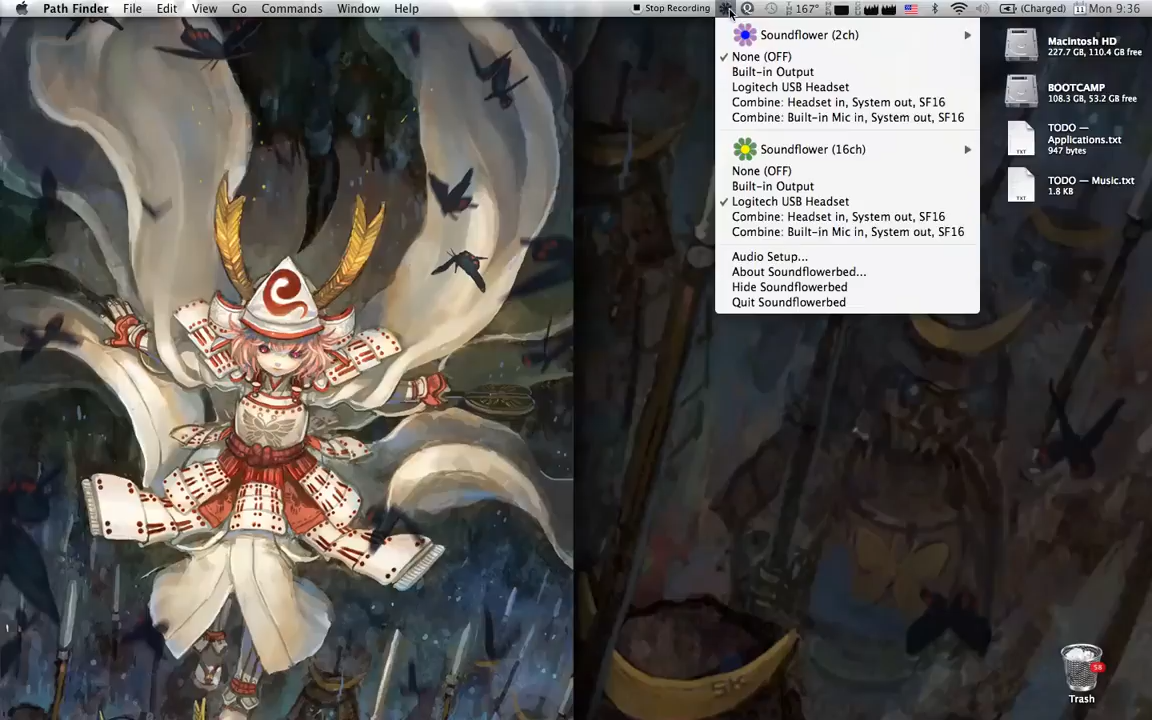 Path Finder File Edit View Go Commands Window Help
Stop Recording 167° (Charged) Mon 9:36
Soundflower (2ch)
None (OFF)
Built-in Output
Logitech USB Headset
Combine: Headset in, System out, SF16
Combine: Built-in Mic in, System out, SF16
Soundflower (16ch)
None (OFF)
Built-in Output
Logitech USB Headset
Combine: Headset in, System out, SF16
Combine: Built-in Mic in, System out, SF16
Audio Setup...
About Soundflowerbed...
Hide Soundflowerbed
Quit Soundflowerbed
Macintosh HD
227.7 GB, 110.4 GB free
BOOTCAMP
108.3 GB, 53.2 GB free
TXT
TODO —
Applications.txt
947 bytes
TXT
TODO — Music.txt
1.8 KB
58
Trash